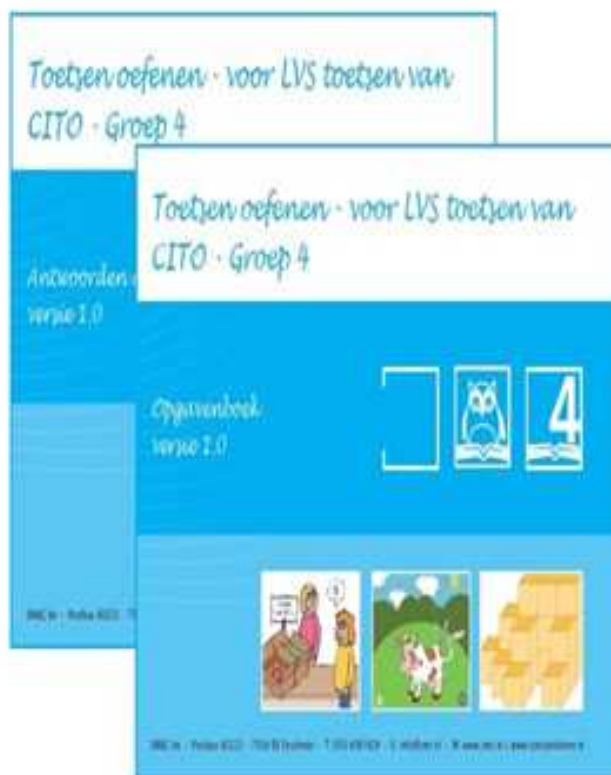 Toetsen oefenen - voor LVS toetsen van
CITO - Groep 4
Antwoorden
versie 1.0
Toetsen oefenen - voor LVS toetsen van
CITO - Groep 4
Opgavenboek
versie 1.0
4